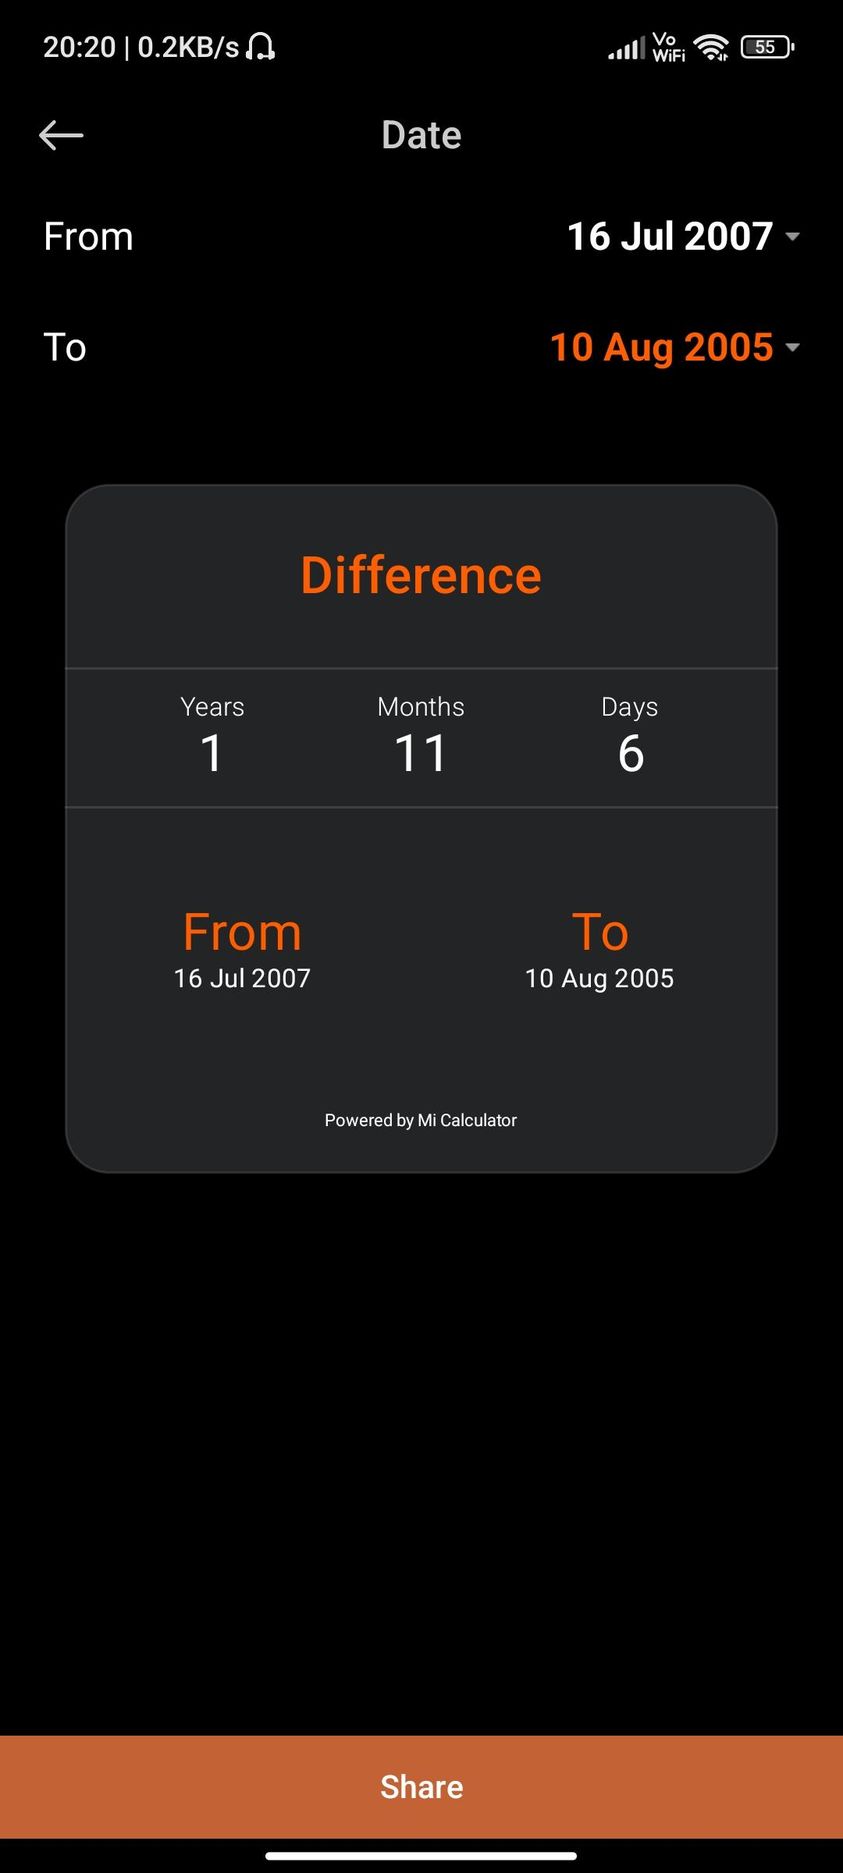 20:20 | 0.2KB/s Vo WiFi 55
Date
From 16 Jul 2007
To 10 Aug 2005
Difference
Years Months Days
1 11 6
From To
16 Jul 2007 10 Aug 2005
Powered by Mi Calculator
Share